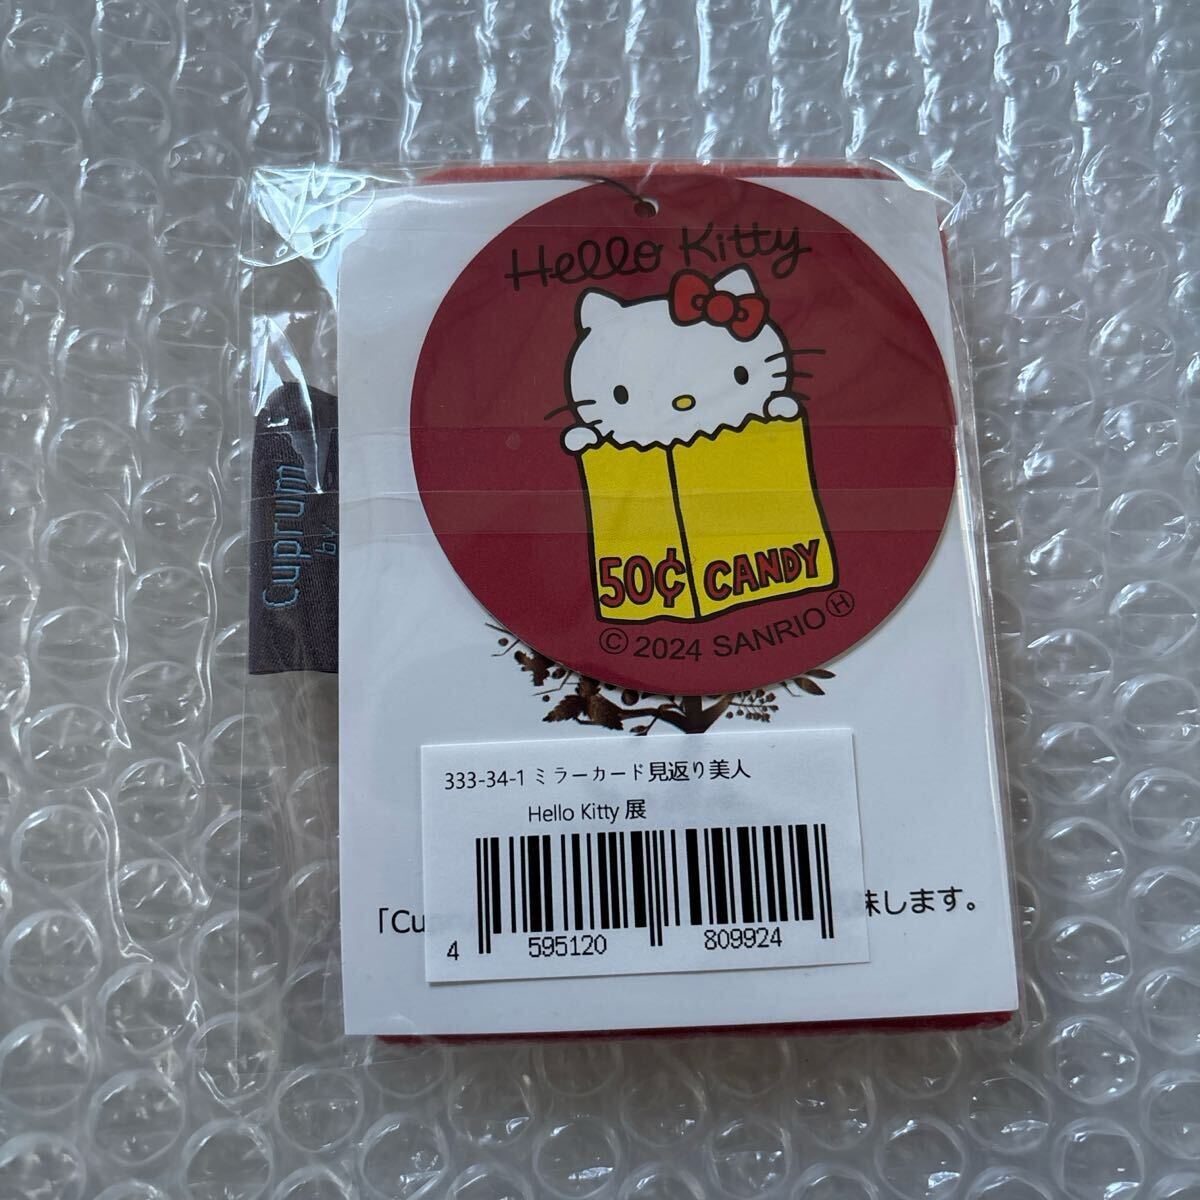 Hello Kitty
50¢ CANDY
© 2024 SANRIO Ⓗ
Cuprum
by
333-34-1 ミラーカード見返り美人
Hello Kitty 展
「Cu
味します。
4 595120 809924